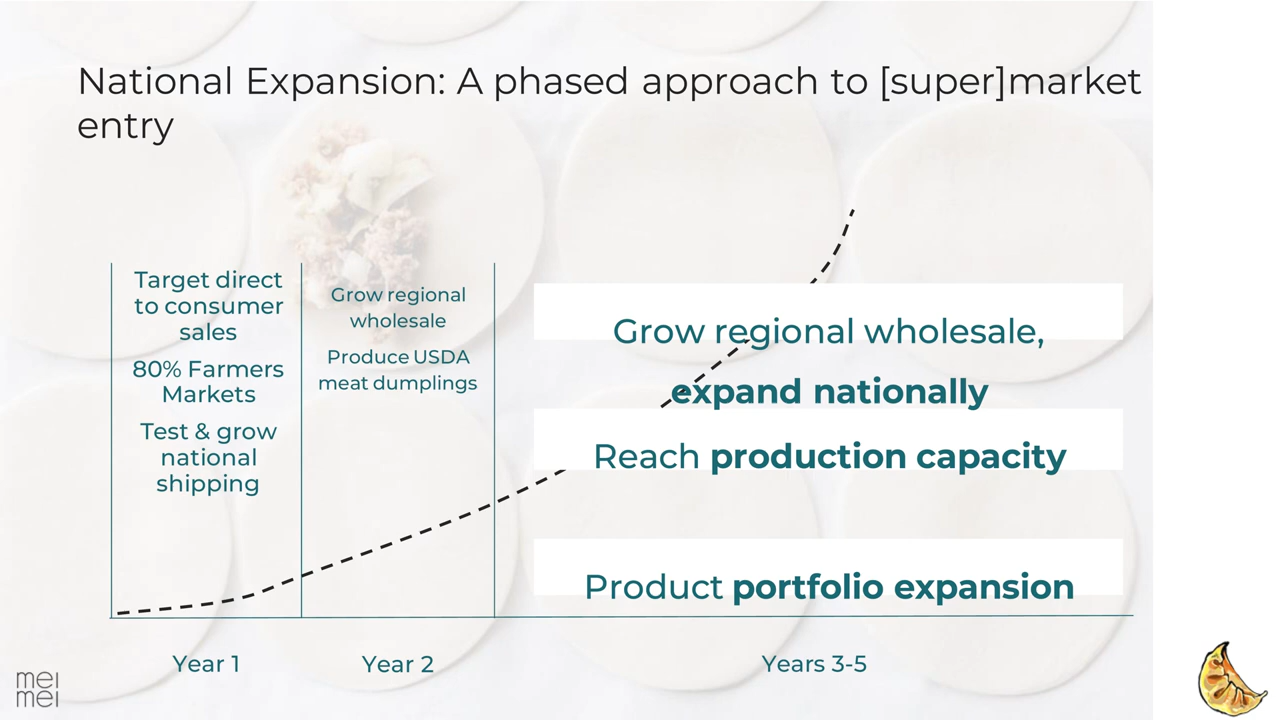 National Expansion: A phased approach to [super]market
entry
Target direct
to consumer
sales
80% Farmers
Markets
Test & grow
national
shipping
Grow regional
wholesale
Produce USDA
meat dumplings
Grow regional wholesale,
expand nationally
Reach production capacity
Product portfolio expansion
Year 1
Year 2
Years 3-5
mei
mei